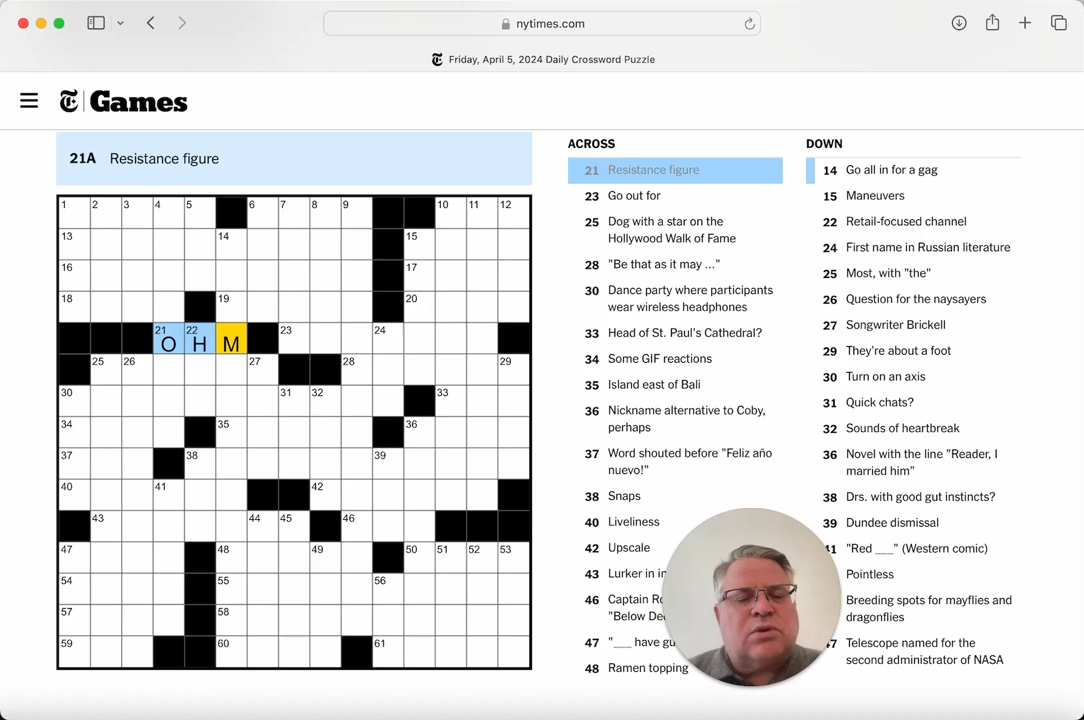 nytimes.com
Friday, April 5, 2024 Daily Crossword Puzzle
Games
21A Resistance figure
1 2 3 4 5 6 7 8 9 10 11 12
13 14 15
16 17
18 19 20
21 22 23 24
O H M
25 26 27 28 29
30 31 32 33
34 35 36
37 38 39
40 41 42
43 44 45 46
47 48 49 50 51 52 53
54 55 56
57 58
59 60 61
ACROSS
21 Resistance figure
23 Go out for
25 Dog with a star on the
Hollywood Walk of Fame
28 "Be that as it may ..."
30 Dance party where participants
wear wireless headphones
33 Head of St. Paul's Cathedral?
34 Some GIF reactions
35 Island east of Bali
36 Nickname alternative to Coby,
perhaps
37 Word shouted before "Feliz año
nuevo!"
38 Snaps
40 Liveliness
42 Upscale
43 Lurker in
46 Captain
"Below
47 "___ have
48 Ramen topping
DOWN
14 Go all in for a gag
15 Maneuvers
22 Retail-focused channel
24 First name in Russian literature
25 Most, with "the"
26 Question for the naysayers
27 Songwriter Brickell
29 They're about a foot
30 Turn on an axis
31 Quick chats?
32 Sounds of heartbreak
36 Novel with the line "Reader, I
married him"
38 Drs. with good gut instincts?
39 Dundee dismissal
"Red ___" (Western comic)
Pointless
Breeding spots for mayflies and
dragonflies
Telescope named for the
second administrator of NASA